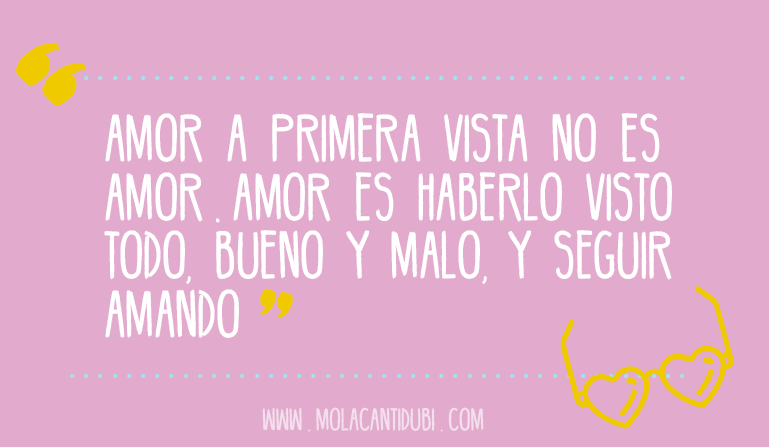 AMOR A PRIMERA VISTA NO ES
AMOR. AMOR ES HABERLO VISTO
TODO, BUENO Y MALO, Y SEGUIR
AMANDO ”
WWW.MOLACANTIDUBI.COM